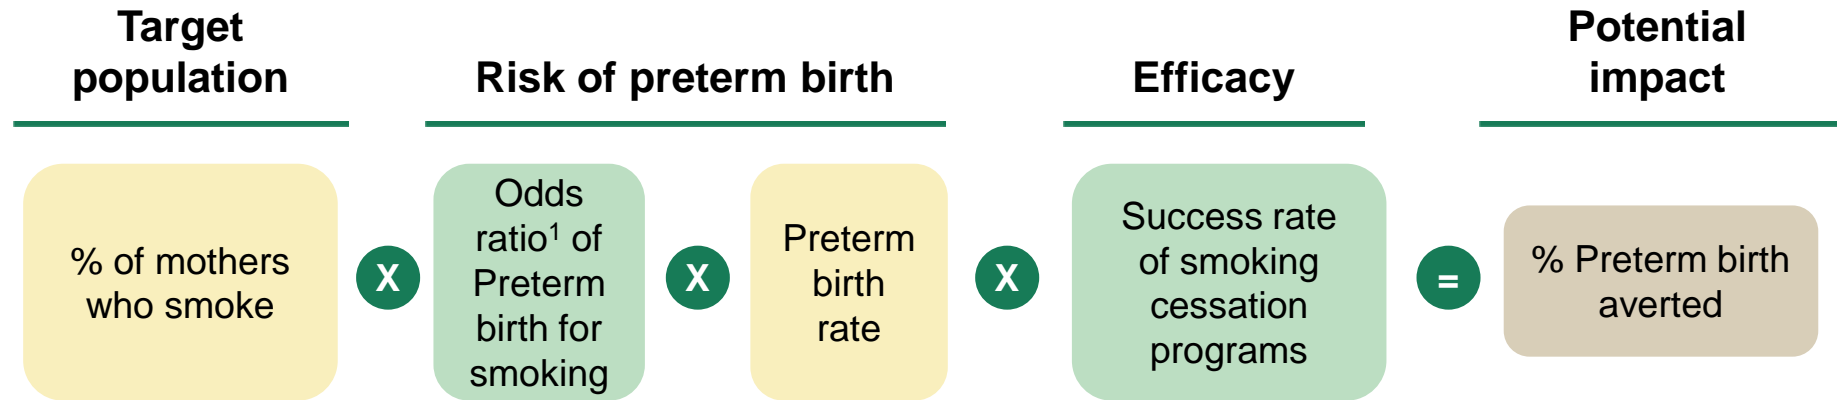 Target
population
Risk of preterm birth
Efficacy
Potential
impact
% of mothers
who smoke
X
Odds
ratio¹ of
Preterm
birth for
smoking
X
Preterm
birth
rate
X
Success rate
of smoking
cessation
programs
=
% Preterm birth
averted